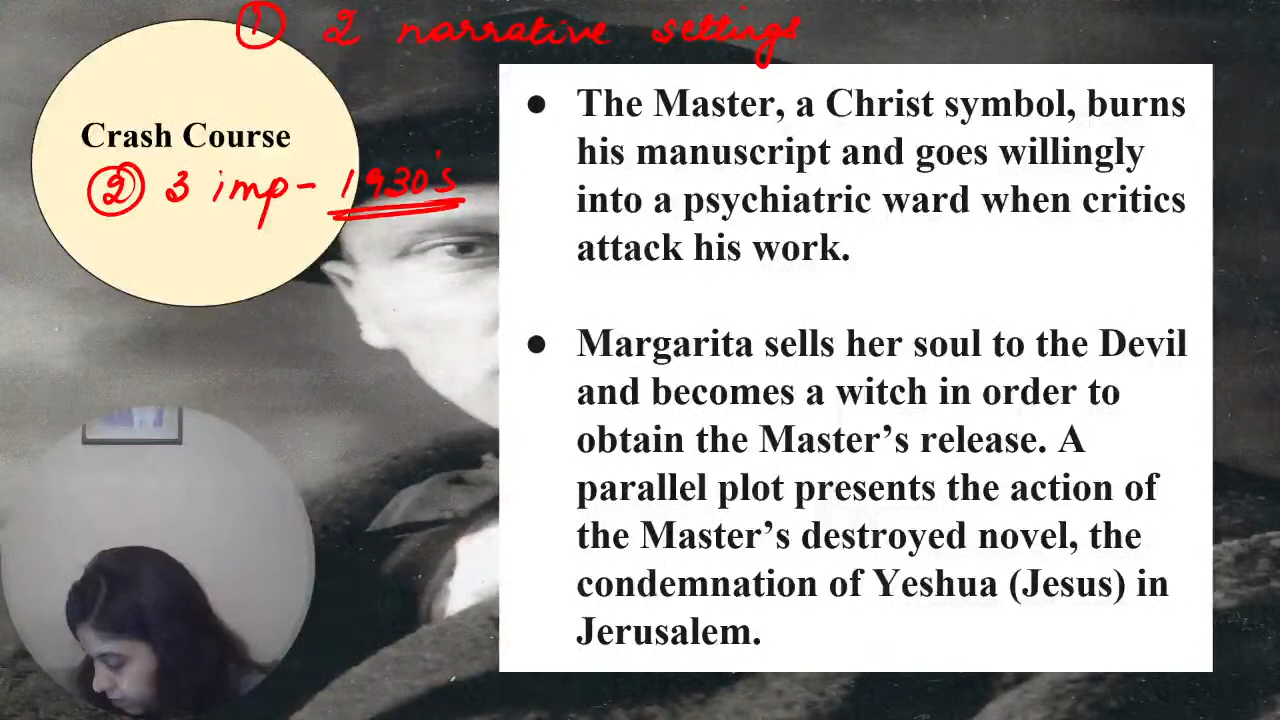 ① 2 narrative settings
Crash Course
② 3 imp - 1930's
● The Master, a Christ symbol, burns
his manuscript and goes willingly
into a psychiatric ward when critics
attack his work.
● Margarita sells her soul to the Devil
and becomes a witch in order to
obtain the Master’s release. A
parallel plot presents the action of
the Master’s destroyed novel, the
condemnation of Yeshua (Jesus) in
Jerusalem.